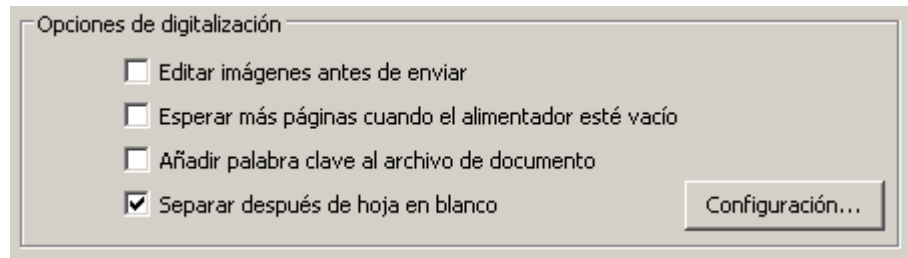 Opciones de digitalización
Editar imágenes antes de enviar
Esperar más páginas cuando el alimentador esté vacío
Añadir palabra clave al archivo de documento
Separar después de hoja en blanco
Configuración...